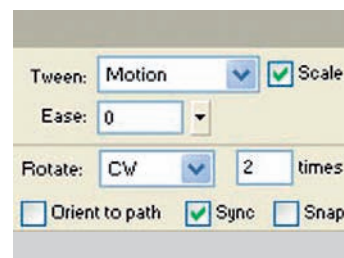 Tween: Motion Scale
Ease: 0
Rotate: CW 2 times
Orient to path Sync Snap